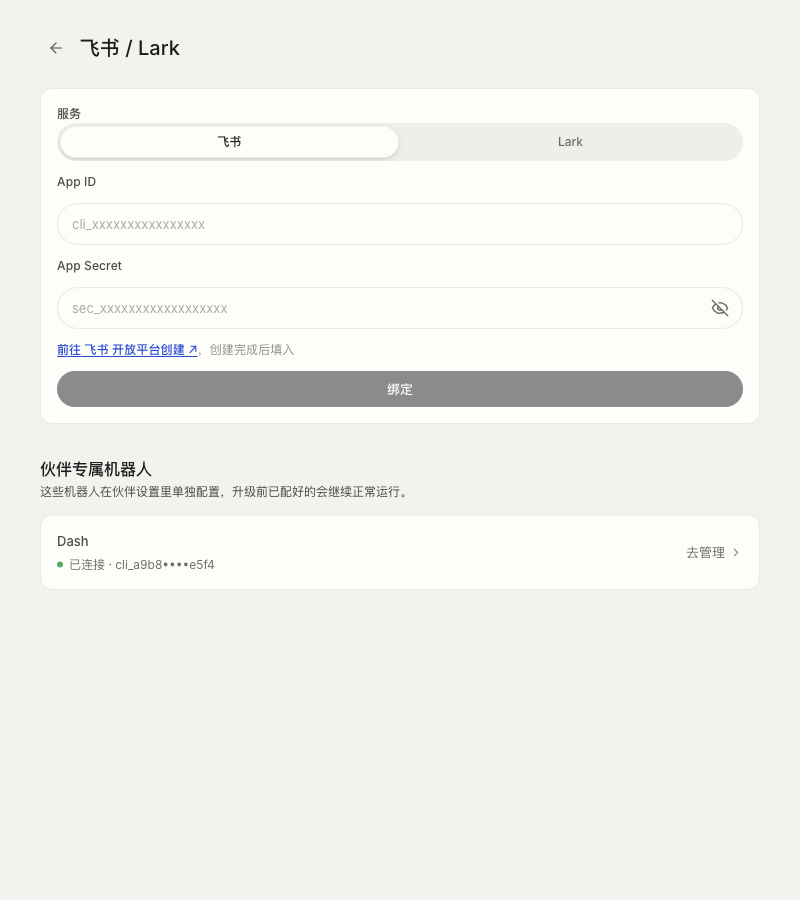 飞书 / Lark
服务
飞书
Lark
App ID
cli_xxxxxxxxxxxxxxxx
App Secret
sec_xxxxxxxxxxxxxxxxxx
前往 飞书 开放平台创建 ↗，创建完成后填入
绑定
伙伴专属机器人
这些机器人在伙伴设置里单独配置，升级前已配好的会继续正常运行。
Dash
已连接 · cli_a9b8••••e5f4
去管理